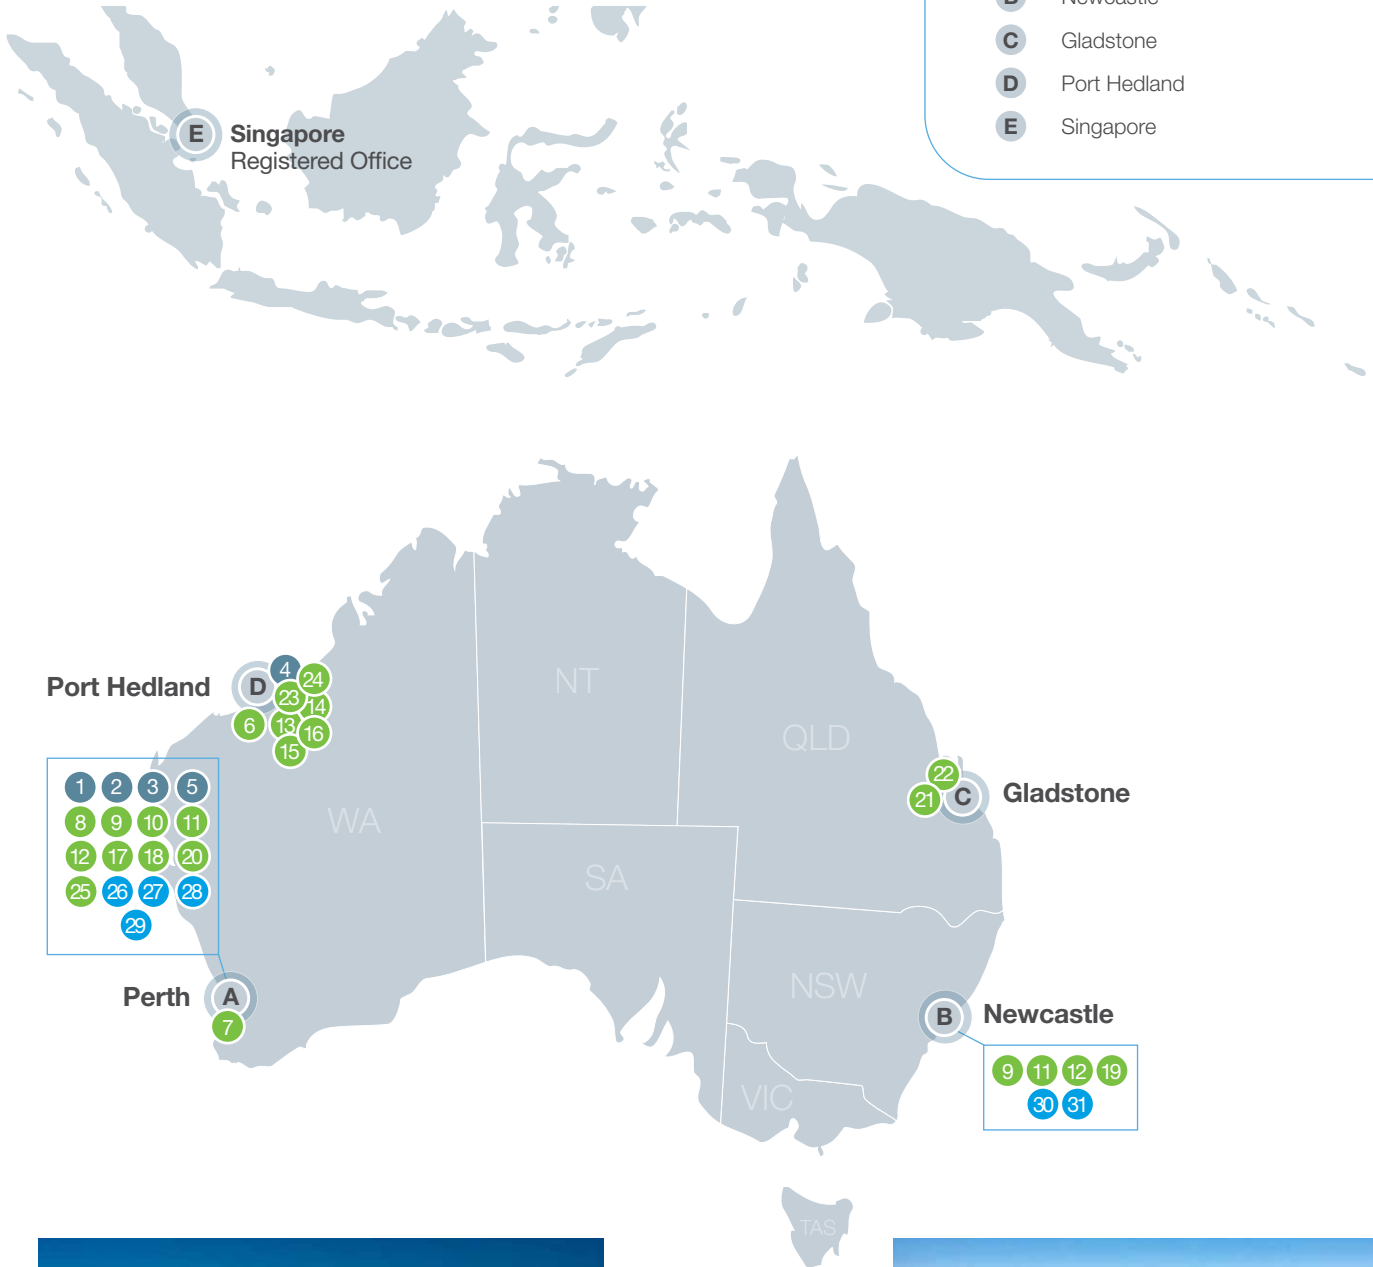 B Newcastle
C Gladstone
D Port Hedland
E Singapore
E Singapore
Registered Office
Port Hedland D 4 24
23 14
6 13 16
15
NT
QLD
22
21 C Gladstone
1 2 3 5
8 9 10 11
12 17 18 20
25 26 27 28
29
WA
SA
NSW
Perth A
7
B Newcastle
9 11 12 19
30 31
VIC
TAS